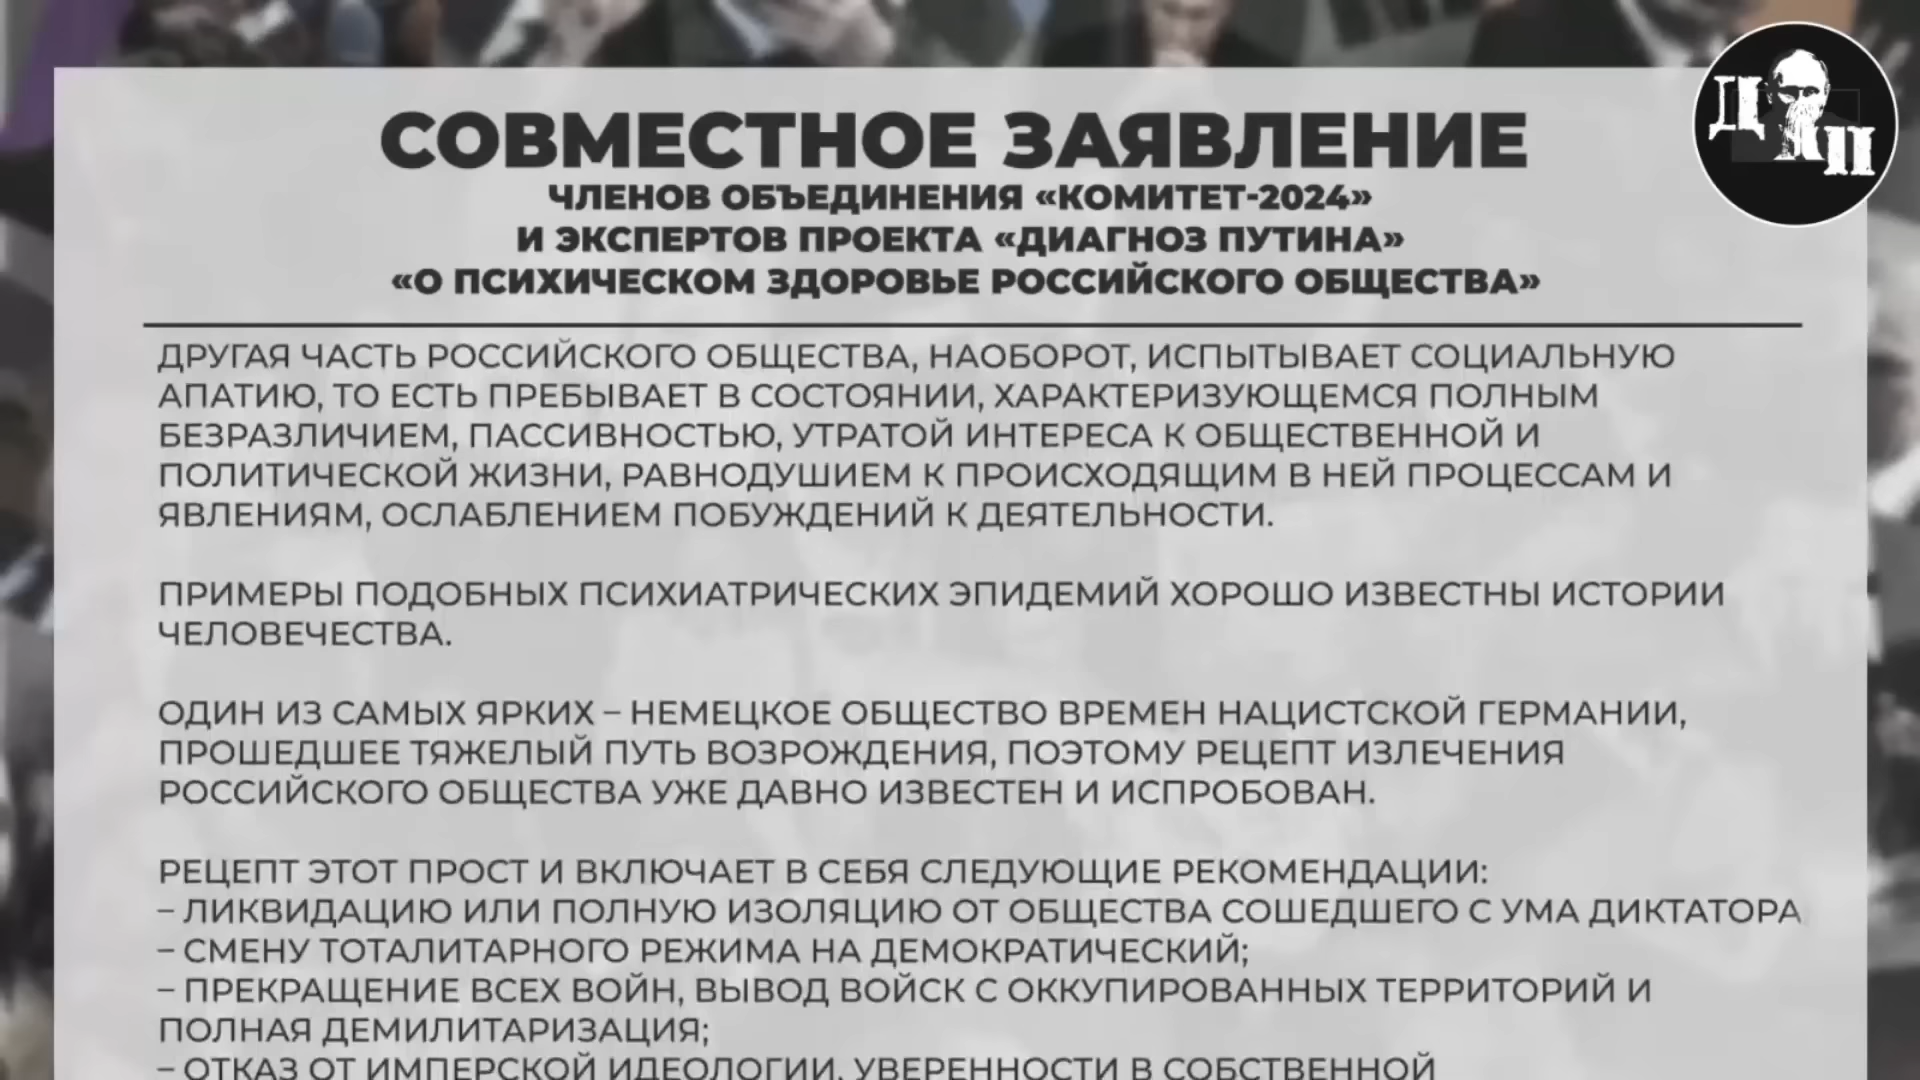 СОВМЕСТНОЕ ЗАЯВЛЕНИЕ
ЧЛЕНОВ ОБЪЕДИНЕНИЯ «КОМИТЕТ-2024»
И ЭКСПЕРТОВ ПРОЕКТА «ДИАГНОЗ ПУТИНА»
«О ПСИХИЧЕСКОМ ЗДОРОВЬЕ РОССИЙСКОГО ОБЩЕСТВА»
Д П
ДРУГАЯ ЧАСТЬ РОССИЙСКОГО ОБЩЕСТВА, НАОБОРОТ, ИСПЫТЫВАЕТ СОЦИАЛЬНУЮ
АПАТИЮ, ТО ЕСТЬ ПРЕБЫВАЕТ В СОСТОЯНИИ, ХАРАКТЕРИЗУЮЩЕМСЯ ПОЛНЫМ
БЕЗРАЗЛИЧИЕМ, ПАССИВНОСТЬЮ, УТРАТОЙ ИНТЕРЕСА К ОБЩЕСТВЕННОЙ И
ПОЛИТИЧЕСКОЙ ЖИЗНИ, РАВНОДУШИЕМ К ПРОИСХОДЯЩИМ В НЕЙ ПРОЦЕССАМ И
ЯВЛЕНИЯМ, ОСЛАБЛЕНИЕМ ПОБУЖДЕНИЙ К ДЕЯТЕЛЬНОСТИ.
ПРИМЕРЫ ПОДОБНЫХ ПСИХИАТРИЧЕСКИХ ЭПИДЕМИЙ ХОРОШО ИЗВЕСТНЫ ИСТОРИИ
ЧЕЛОВЕЧЕСТВА.
ОДИН ИЗ САМЫХ ЯРКИХ – НЕМЕЦКОЕ ОБЩЕСТВО ВРЕМЕН НАЦИСТСКОЙ ГЕРМАНИИ,
ПРОШЕДШЕЕ ТЯЖЕЛЫЙ ПУТЬ ВОЗРОЖДЕНИЯ, ПОЭТОМУ РЕЦЕПТ ИЗЛЕЧЕНИЯ
РОССИЙСКОГО ОБЩЕСТВА УЖЕ ДАВНО ИЗВЕСТЕН И ИСПРОБОВАН.
РЕЦЕПТ ЭТОТ ПРОСТ И ВКЛЮЧАЕТ В СЕБЯ СЛЕДУЮЩИЕ РЕКОМЕНДАЦИИ:
– ЛИКВИДАЦИЮ ИЛИ ПОЛНУЮ ИЗОЛЯЦИЮ ОТ ОБЩЕСТВА СОШЕДШЕГО С УМА ДИКТАТОРА
– СМЕНУ ТОТАЛИТАРНОГО РЕЖИМА НА ДЕМОКРАТИЧЕСКИЙ;
– ПРЕКРАЩЕНИЕ ВСЕХ ВОЙН, ВЫВОД ВОЙСК С ОККУПИРОВАННЫХ ТЕРРИТОРИЙ И
ПОЛНАЯ ДЕМИЛИТАРИЗАЦИЯ;
– ОТКАЗ ОТ ИМПЕРСКОЙ ИДЕОЛОГИИ, УВЕРЕННОСТИ В СОБСТВЕННОЙ